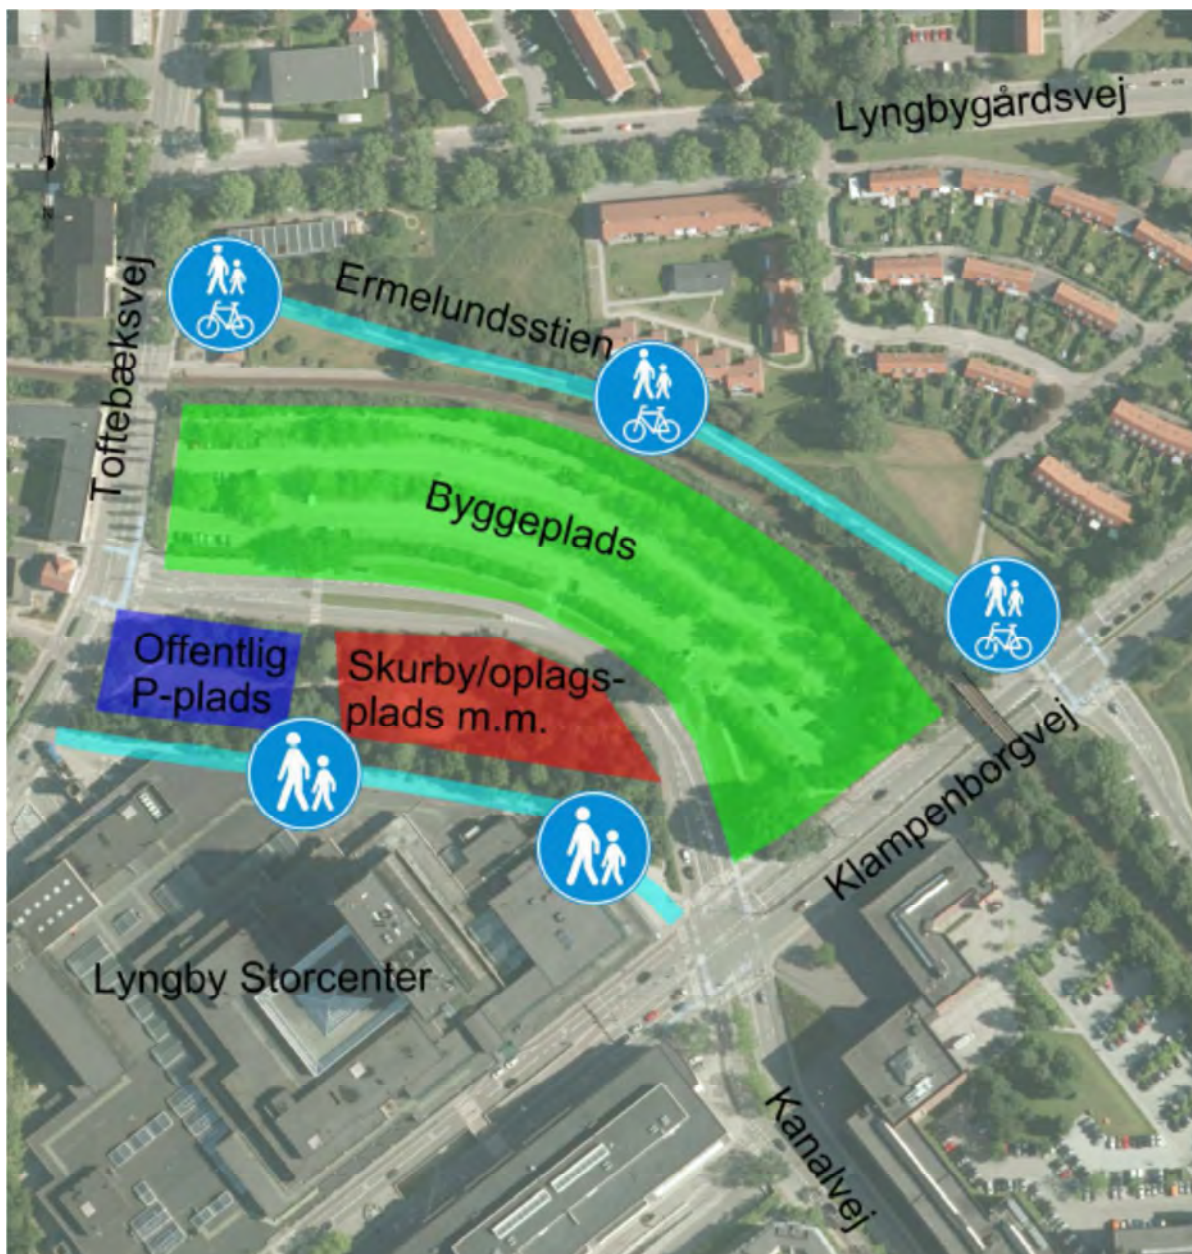 Lyngbygårdsvej
Ermelundsstien
Toftebæksvej
Byggeplads
Offentlig
P-plads
Skurby/oplags-
plads m.m.
Klampenborgvej
Lyngby Storcenter
Kanalvej